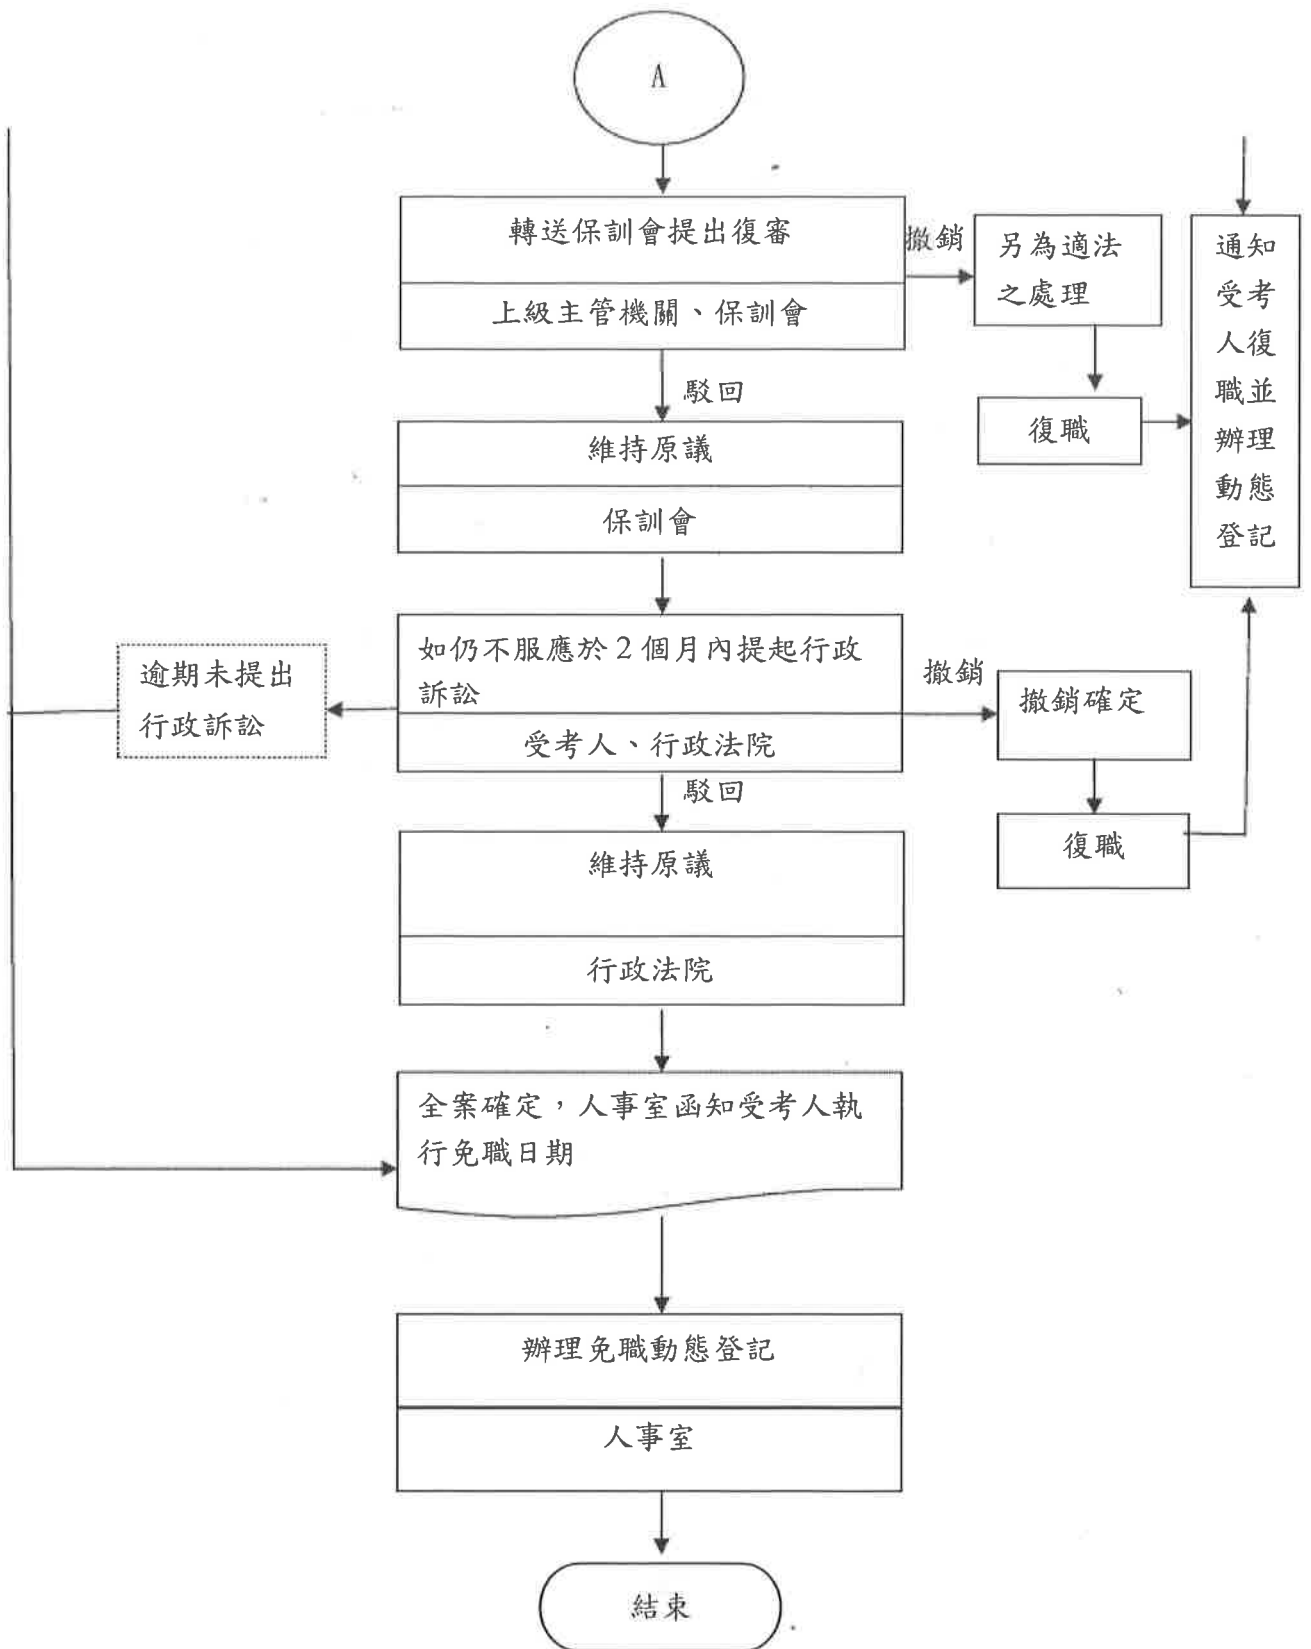 A
轉送保訓會提出復審
上級主管機關、保訓會
撤銷
另為適法
之處理
復職
通知
受考
人復
職並
辦理
動態
登記
駁回
維持原議
保訓會
如仍不服應於2個月內提起行政
訴訟
受考人、行政法院
逾期未提出
行政訴訟
撤銷
撤銷確定
復職
駁回
維持原議
行政法院
全案確定，人事室函知受考人執
行免職日期
辦理免職動態登記
人事室
結束